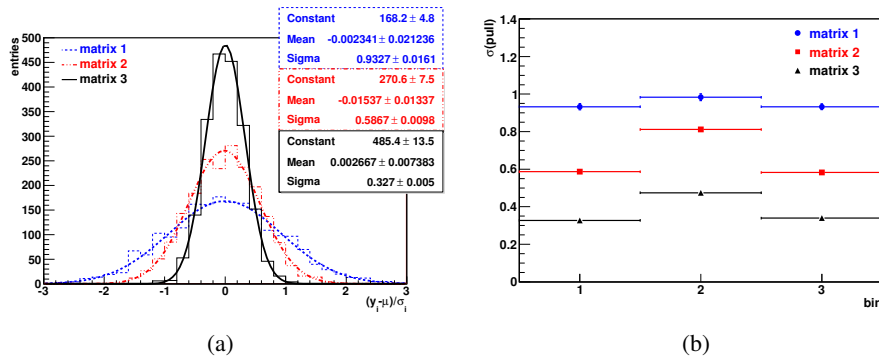 entries
500
450
400
350
300
250
200
150
100
50
0
-3 -2 -1 0 1 2 3
(y_i-μ)/σ_i
matrix 1
matrix 2
matrix 3
Constant 168.2 ± 4.8
Mean -0.002341 ± 0.021236
Sigma 0.9327 ± 0.0161
Constant 270.6 ± 7.5
Mean -0.01537 ± 0.01337
Sigma 0.5867 ± 0.0098
Constant 485.4 ± 13.5
Mean 0.002667 ± 0.007383
Sigma 0.327 ± 0.005
(a)
σ(pull)
1.4
1.2
1
0.8
0.6
0.4
0.2
0
1 2 3
bin
matrix 1
matrix 2
matrix 3
(b)